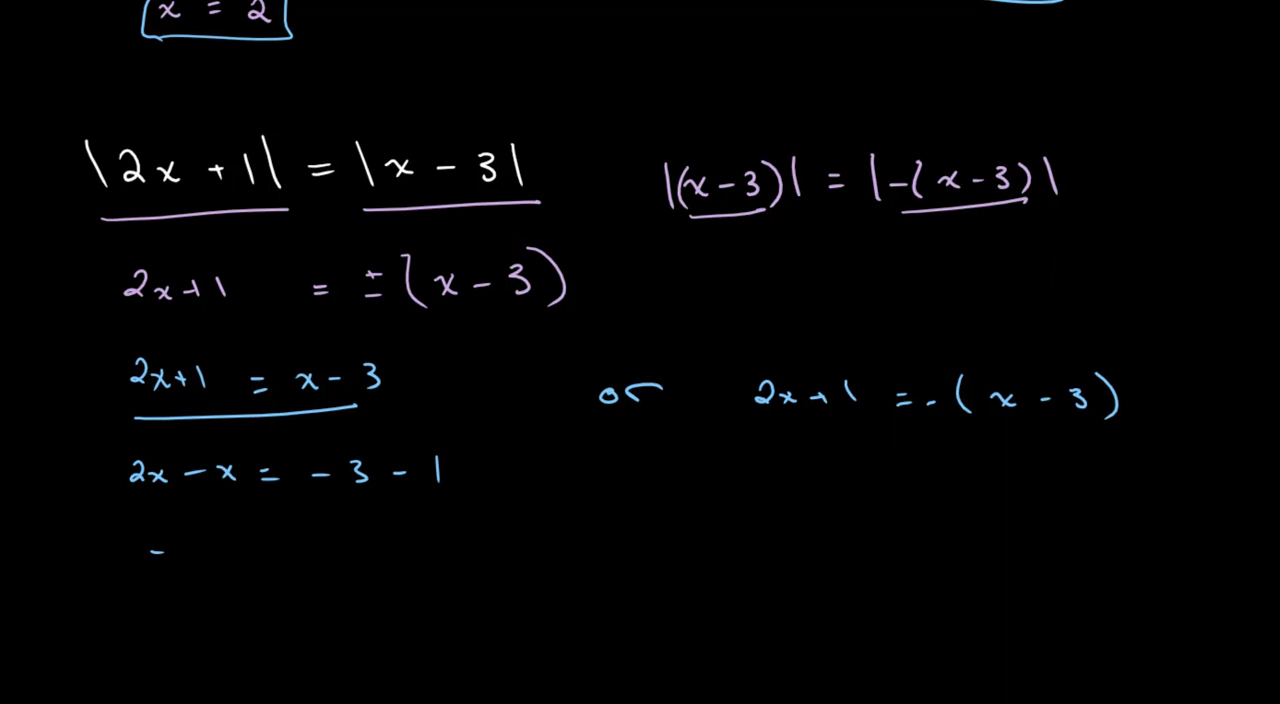 x = 2
|2x + 1| = |x - 3|
|(x - 3)| = |-(x - 3)|
2x+1 = ±(x - 3)
2x+1 = x - 3 or 2x+1 = -(x - 3)
2x - x = - 3 - 1
-